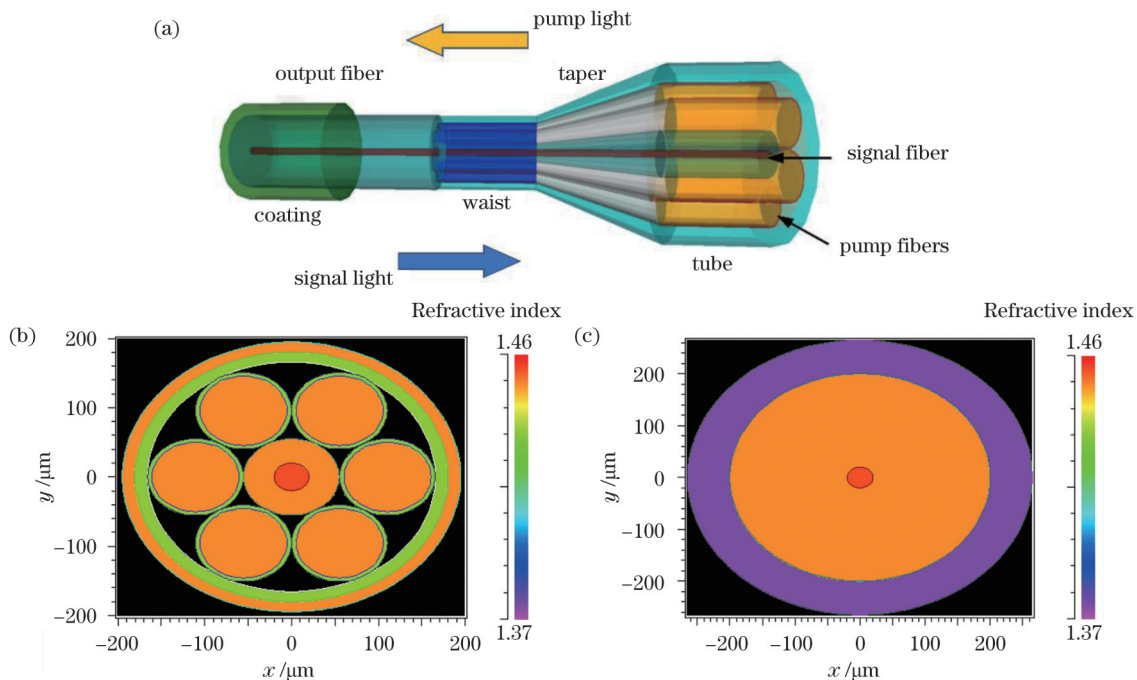 (a)
pump light
output fiber
taper
signal fiber
coating
waist
pump fibers
signal light
tube
(b)
Refractive index
200
100
0
−100
−200
y /μm
−200
−100
0
100
200
x /μm
1.46
1.37
(c)
Refractive index
200
100
0
−100
−200
y /μm
−200
−100
0
100
200
x /μm
1.46
1.37